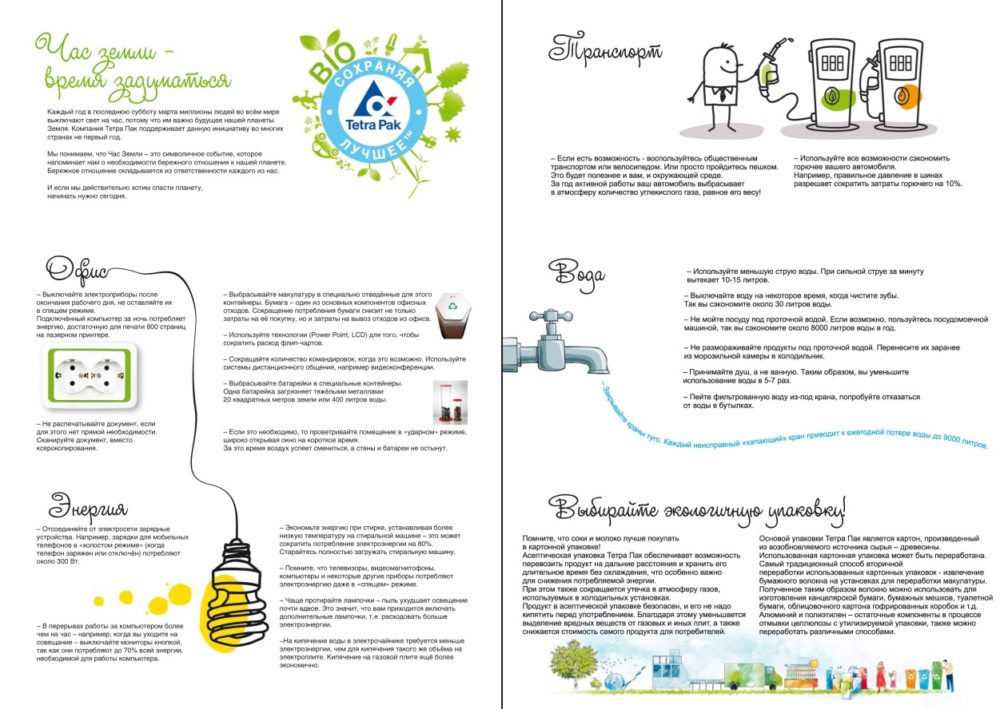 Час земли –
время задуматься
BIO
СОХРАНЯЯ
Tetra Pak
ЛУЧШЕЕ™
Каждый год в последнюю субботу марта миллионы людей во всём мире
выключают свет на час, потому что им важно будущее нашей планеты
Земля. Компания Тетра Пак поддерживает данную инициативу во многих
странах не первый год.
Мы понимаем, что Час Земли – это символичное событие, которое
напоминает нам о необходимости бережного отношения к нашей планете.
Бережное отношение складывается из ответственности каждого из нас.
И если мы действительно хотим спасти планету,
начинать нужно сегодня.
Офис
– Выключайте электроприборы после
окончания рабочего дня, не оставляйте их
в спящем режиме.
Подключённый компьютер за ночь потребляет
энергию, достаточную для печати 800 страниц
на лазерном принтере.
– Не распечатывайте документ, если
для этого нет прямой необходимости.
Сканируйте документ, вместо
ксерокопирования.
– Выбрасывайте макулатуру в специально отведённые для этого
контейнеры. Бумага – один из основных компонентов офисных
отходов. Сокращение потребления бумаги снизит не только
затраты на её покупку, но и затраты на вывоз отходов из офиса.
– Используйте технологии (Power Point, LCD) для того, чтобы
сократить расход флип-чартов.
– Сокращайте количество командировок, когда это возможно. Используйте
системы дистанционного общения, например видеоконференции.
– Выбрасывайте батарейки в специальные контейнеры.
Одна батарейка загрязняет тяжёлыми металлами
20 квадратных метров земли или 400 литров воды.
– Если это необходимо, то проветривайте помещение в «ударном» режиме,
широко открывая окно на короткое время.
За это время воздух успеет смениться, а стены и батареи не остынут.
Энергия
– Отсоединяйте от электросети зарядные
устройства. Например, зарядки для мобильных
телефонов в «холостом режиме» (когда
телефон заряжен или отключён) потребляют
около 300 Вт.
– В перерывах работы за компьютером более
чем на час – например, когда вы уходите на
совещание – выключайте мониторы кнопкой,
так как они потребляют до 70% всей энергии,
необходимой для работы компьютера.
– Экономьте энергию при стирке, устанавливая более
низкую температуру на стиральной машине – это может
сократить потребление электроэнергии на 80%.
Старайтесь полностью загружать стиральную машину.
– Помните, что телевизоры, видеомагнитофоны,
компьютеры и некоторые другие приборы потребляют
электроэнергию даже в «спящем» режиме.
– Чаще протирайте лампочки – пыль ухудшает освещение
почти вдвое. Это значит, что вам приходится включать
дополнительные лампочки, т.е. расходовать больше
электроэнергии.
–На кипячение воды в электрочайнике требуется меньше
электроэнергии, чем для кипячения такого же объёма на
электроплите. Кипячение на газовой плите ещё более
экономично.
Транспорт
– Если есть возможность - воспользуйтесь общественным
транспортом или велосипедом. Или просто пройдитесь пешком.
Это будет полезнее и вам, и окружающей среде.
За год активной работы ваш автомобиль выбрасывает
в атмосферу количество углекислого газа, равное его весу!
– Используйте все возможности сэкономить
горючее вашего автомобиля.
Например, правильное давление в шинах
разрешает сократить затраты горючего на 10%.
Вода
– Используйте меньшую струю воды. При сильной струе за минуту
вытекает 10-15 литров.
– Выключайте воду на некоторое время, когда чистите зубы.
Так вы сэкономите около 30 литров воды.
– Не мойте посуду под проточной водой. Если возможно, пользуйтесь посудомоечной
машиной, так вы сэкономите около 8000 литров воды в год.
– Не размораживайте продукты под проточной водой. Перенесите их заранее
из морозильной камеры в холодильник.
– Принимайте душ, а не ванную. Таким образом, вы уменьшите
использование воды в 5-7 раз.
– Пейте фильтрованную воду из-под крана, попробуйте отказаться
от воды в бутылках.
– Закрывайте краны туго. Каждый неисправный «капающий» кран приводит к ежегодной потере воды до 9000 литров.
Выбирайте экологичную упаковку!
Помните, что соки и молоко лучше покупать
в картонной упаковке!
Асептическая упаковка Тетра Пак обеспечивает возможность
перевозить продукт на дальние расстояния и хранить его
длительное время без охлаждения, что особенно важно
для снижения потребляемой энергии.
При этом также сокращается утечка в атмосферу газов,
используемых в холодильных установках.
Продукт в асептической упаковке безопасен, и его не надо
кипятить перед употреблением. Благодаря этому уменьшается
выделение вредных веществ от газовых и иных плит, а также
снижается стоимость самого продукта для потребителей.
Основой упаковки Тетра Пак является картон, произведенный
из возобновляемого источника сырья – древесины.
Использованная картонная упаковка может быть переработана.
Самый традиционный способ вторичной
переработки использованных картонных упаковок - извлечение
бумажного волокна на установках для переработки макулатуры.
Полученное таким образом волокно можно использовать для
изготовления канцелярской бумаги, бумажных мешков, туалетной
бумаги, облицовочного картона гофрированных коробок и т.д.
Алюминий и полиэтилен – остаточные компоненты в процессе
отмывки целлюлозы с утилизируемой упаковки, также можно
переработать различными способами.